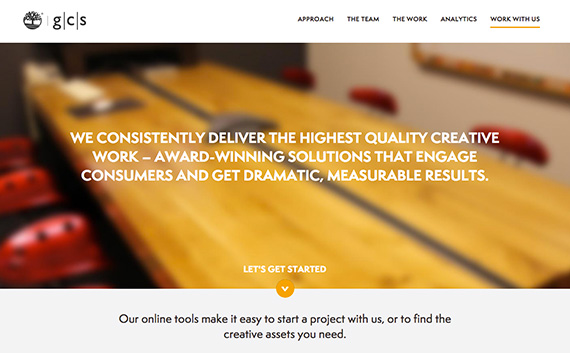 g|c|s
APPROACH THE TEAM THE WORK ANALYTICS WORK WITH US
WE CONSISTENTLY DELIVER THE HIGHEST QUALITY CREATIVE
WORK – AWARD-WINNING SOLUTIONS THAT ENGAGE
CONSUMERS AND GET DRAMATIC, MEASURABLE RESULTS.
LET'S GET STARTED
Our online tools make it easy to start a project with us, or to find the
creative assets you need.